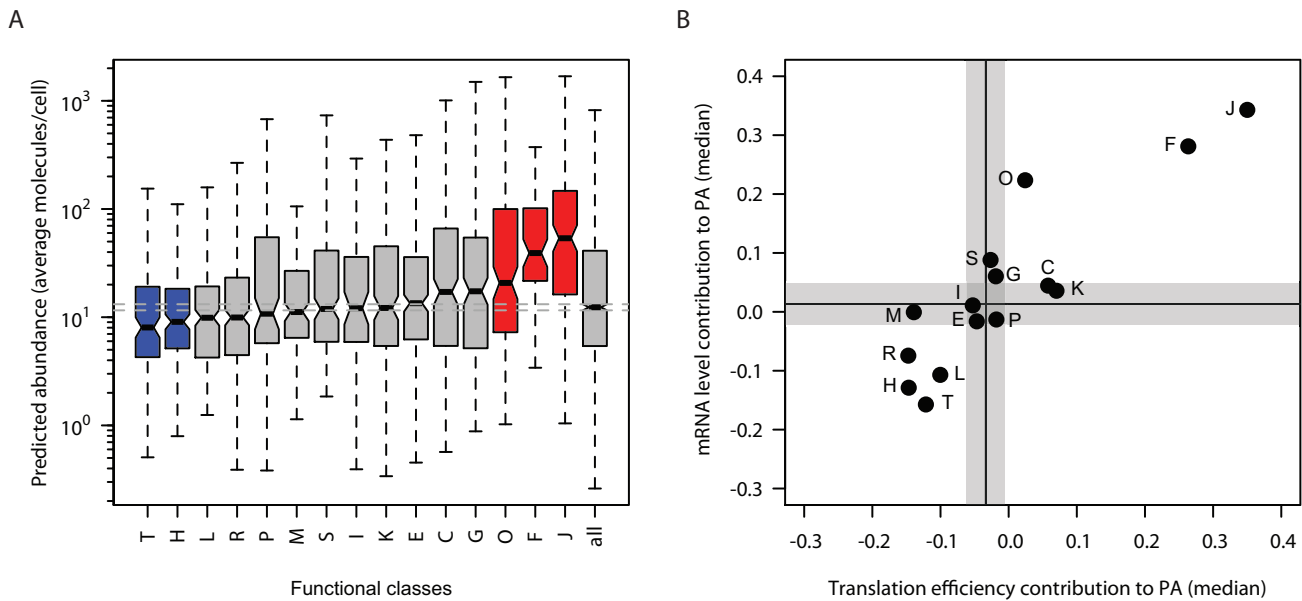 A
Predicted abundance (average molecules/cell)
10³
10²
10¹
10⁰
T H L R P M S I K E C G O F J all
Functional classes
B
mRNA level contribution to PA (median)
0.4
0.3
0.2
0.1
0.0
-0.1
-0.2
-0.3
J
F
O
S
G
C
K
I
M
E
P
R
L
H
T
-0.3 -0.2 -0.1 0.0 0.1 0.2 0.3 0.4
Translation efficiency contribution to PA (median)